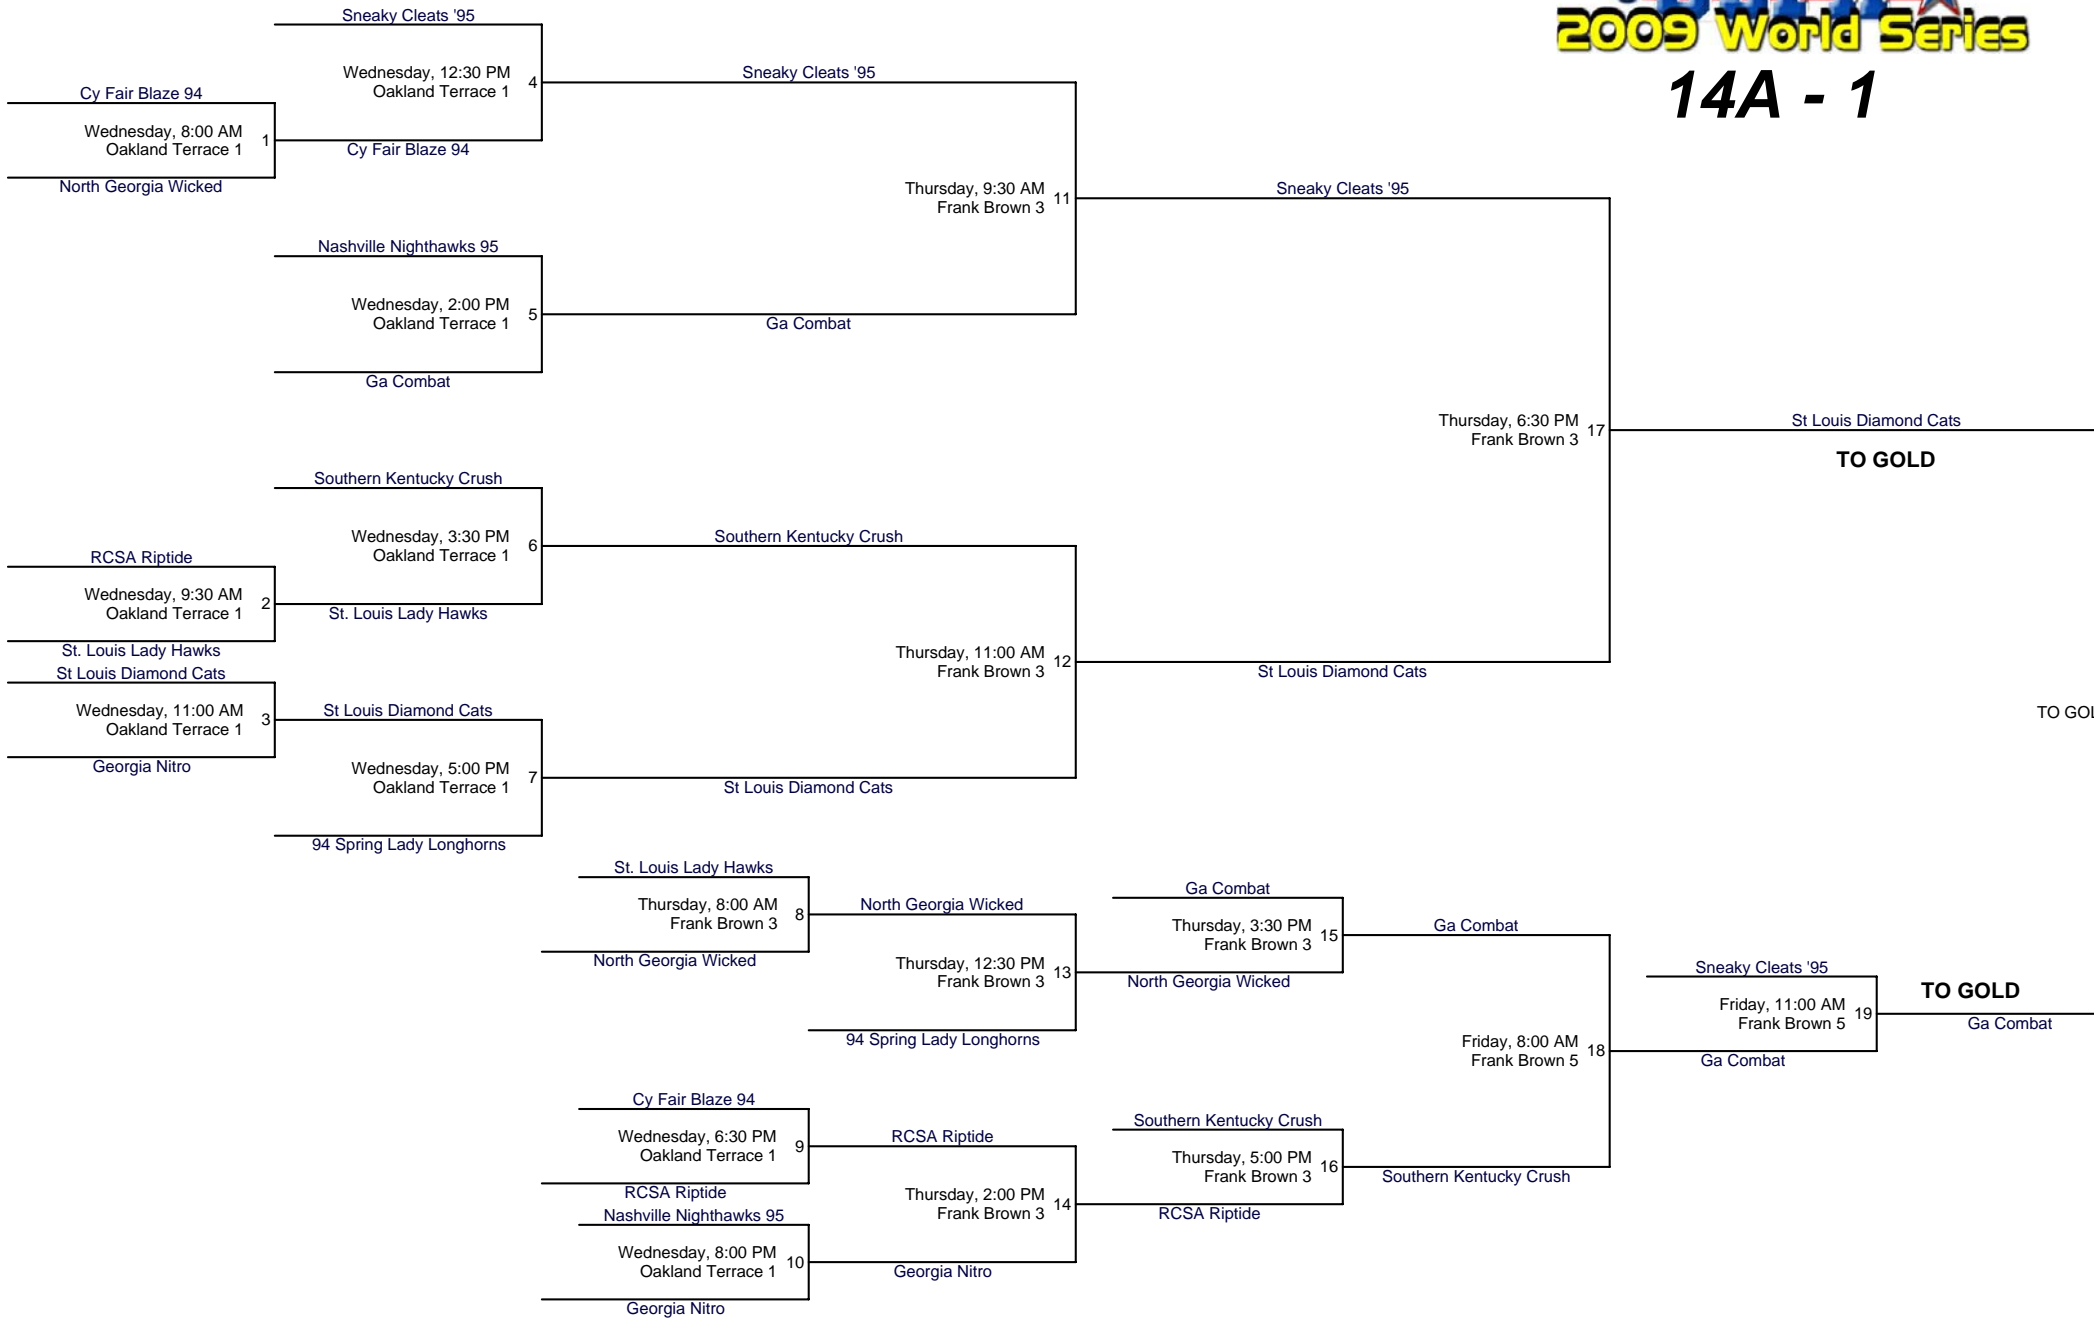 2009 World Series
14A - 1
Sneaky Cleats '95
Wednesday, 12:30 PM
Oakland Terrace 1
4
Sneaky Cleats '95
Cy Fair Blaze 94
Wednesday, 8:00 AM
Oakland Terrace 1
1
Cy Fair Blaze 94
North Georgia Wicked
Thursday, 9:30 AM
Frank Brown 3
11
Sneaky Cleats '95
Nashville Nighthawks 95
Wednesday, 2:00 PM
Oakland Terrace 1
5
Ga Combat
Ga Combat
Thursday, 6:30 PM
Frank Brown 3
17
St Louis Diamond Cats
TO GOLD
Southern Kentucky Crush
Wednesday, 3:30 PM
Oakland Terrace 1
6
Southern Kentucky Crush
RCSA Riptide
Wednesday, 9:30 AM
Oakland Terrace 1
2
St. Louis Lady Hawks
St. Louis Lady Hawks
Thursday, 11:00 AM
Frank Brown 3
12
St Louis Diamond Cats
St Louis Diamond Cats
Wednesday, 11:00 AM
Oakland Terrace 1
3
St Louis Diamond Cats
Georgia Nitro
Wednesday, 5:00 PM
Oakland Terrace 1
7
St Louis Diamond Cats
94 Spring Lady Longhorns
TO GOL
St. Louis Lady Hawks
Thursday, 8:00 AM
Frank Brown 3
8
North Georgia Wicked
North Georgia Wicked
Thursday, 12:30 PM
Frank Brown 3
13
94 Spring Lady Longhorns
Ga Combat
Thursday, 3:30 PM
Frank Brown 3
15
Ga Combat
North Georgia Wicked
Sneaky Cleats '95
Friday, 11:00 AM
Frank Brown 5
19
TO GOLD
Ga Combat
Friday, 8:00 AM
Frank Brown 5
18
Ga Combat
Cy Fair Blaze 94
Wednesday, 6:30 PM
Oakland Terrace 1
9
RCSA Riptide
RCSA Riptide
Southern Kentucky Crush
Thursday, 5:00 PM
Frank Brown 3
16
Southern Kentucky Crush
Thursday, 2:00 PM
Frank Brown 3
14
RCSA Riptide
Nashville Nighthawks 95
Wednesday, 8:00 PM
Oakland Terrace 1
10
Georgia Nitro
Georgia Nitro